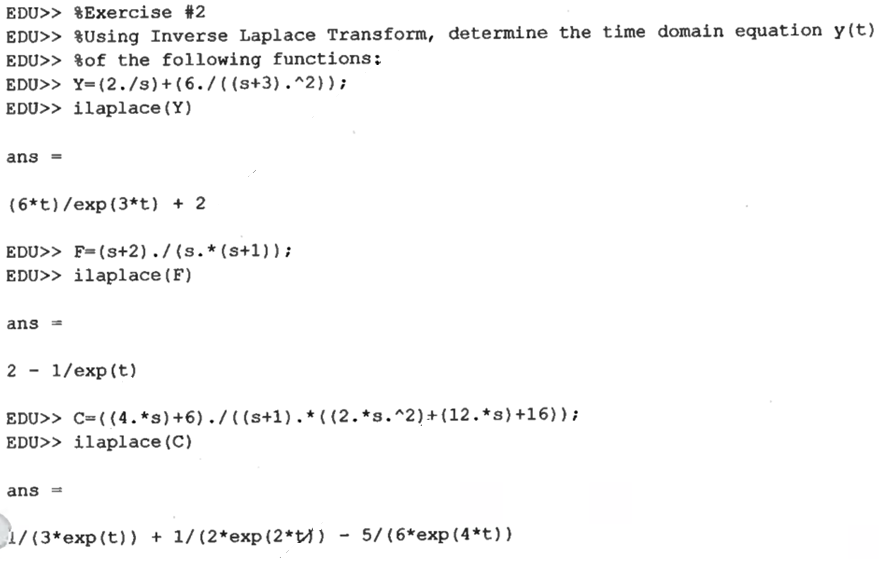 EDU>> %Exercise #2
EDU>> %Using Inverse Laplace Transform, determine the time domain equation y(t)
EDU>> %of the following functions:
EDU>> Y=(2./s)+(6./((s+3).^2));
EDU>> ilaplace(Y)
ans =
(6*t)/exp(3*t) + 2
EDU>> F=(s+2)./(s.*(s+1));
EDU>> ilaplace(F)
ans =
2 - 1/exp(t)
EDU>> C=((4.*s)+6)./((s+1).*((2.*s.^2)+(12.*s)+16));
EDU>> ilaplace(C)
ans =
1/(3*exp(t)) + 1/(2*exp(2*t)) - 5/(6*exp(4*t))